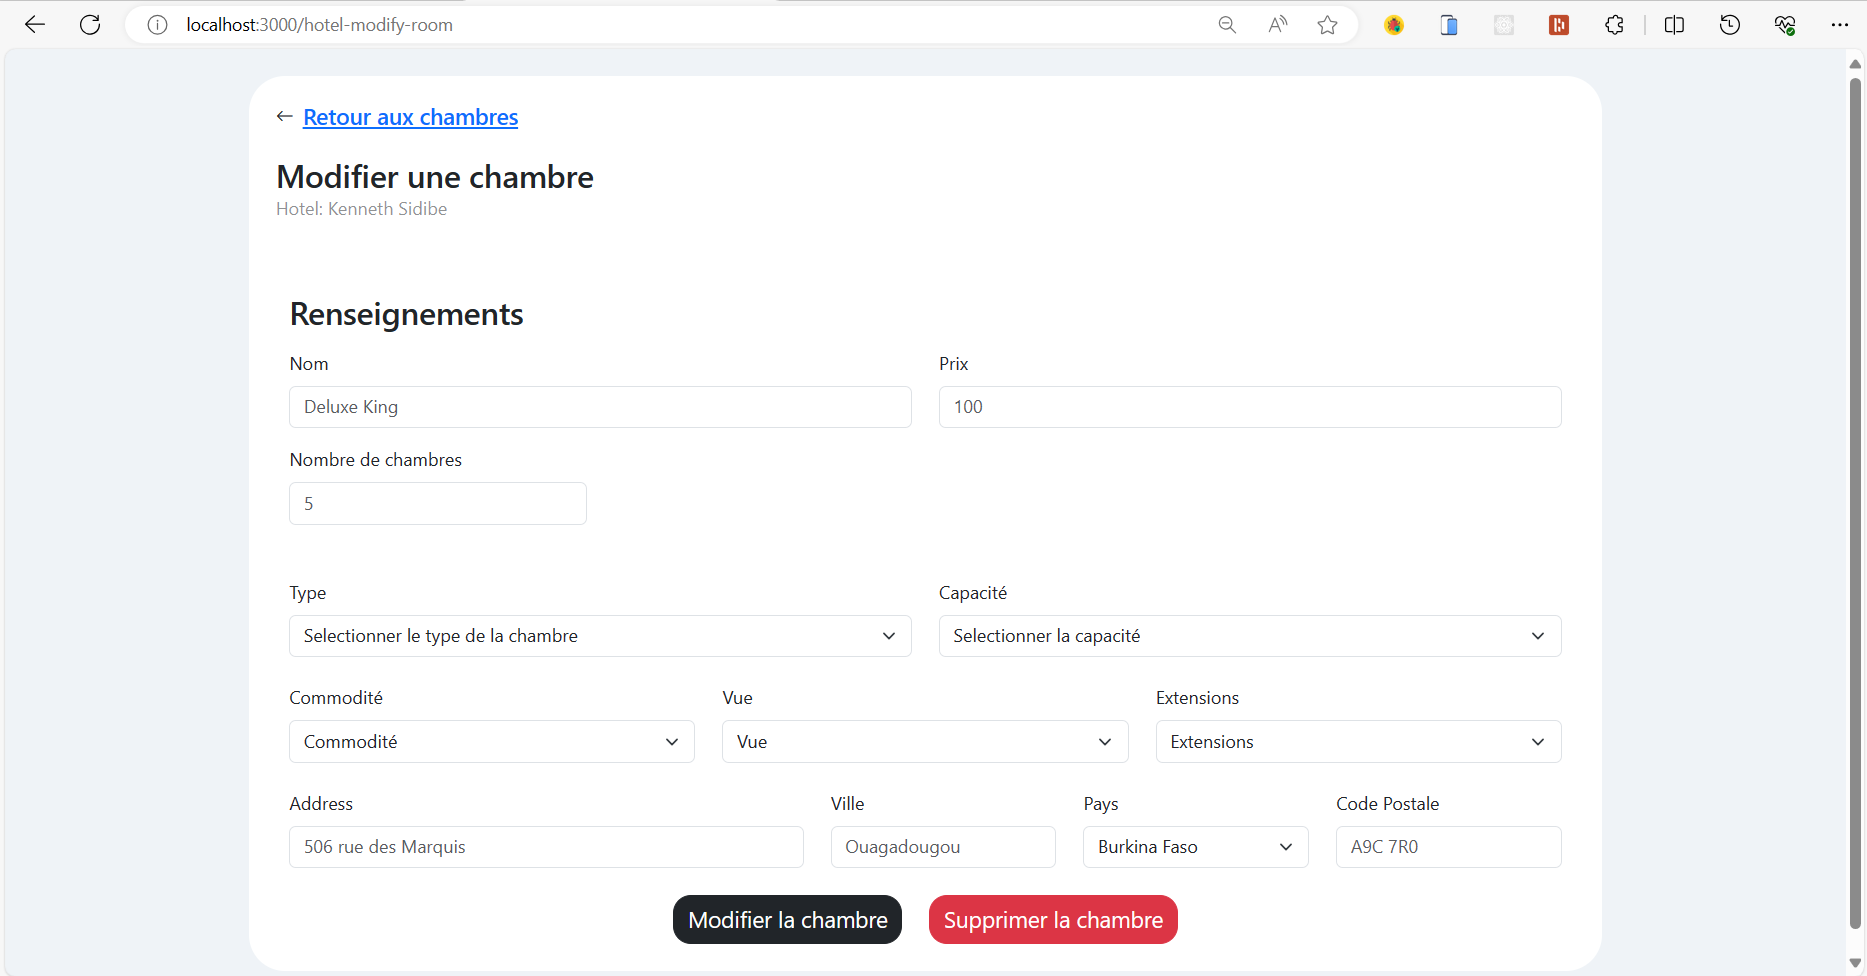 localhost:3000/hotel-modify-room
Retour aux chambres
Modifier une chambre
Hotel: Kenneth Sidibe
Renseignements
Nom Prix
Deluxe King 100
Nombre de chambres
5
Type Capacité
Selectionner le type de la chambre Selectionner la capacité
Commodité Vue Extensions
Commodité Vue Extensions
Address Ville Pays Code Postale
506 rue des Marquis Ouagadougou Burkina Faso A9C 7R0
Modifier la chambre Supprimer la chambre